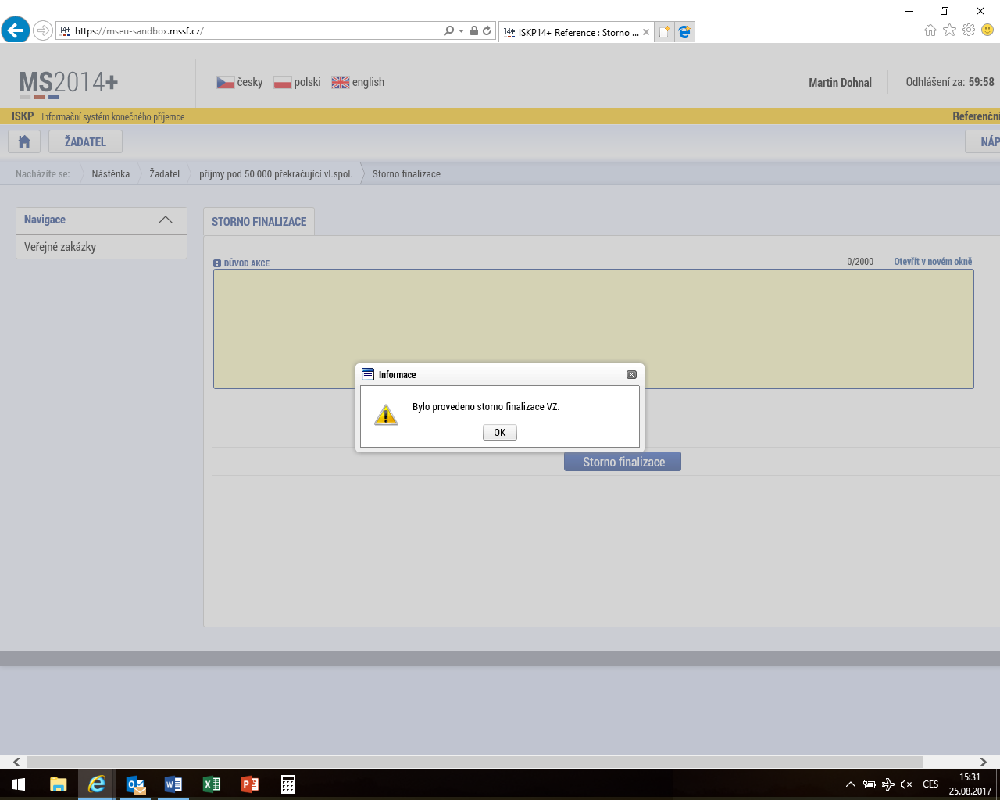 https://mseu-sandbox.mssf.cz/
14+ ISKP14+ Reference : Storno ...
MS2014+
česky polski english
Martin Dohnal
Odhlášení za: 59:58
ISKP Informační systém konečného příjemce
Referenční
ŽADATEL
NÁP
Nacházíte se: Nástěnka Žadatel příjmy pod 50 000 překračující vl.spol. Storno finalizace
Navigace
Veřejné zakázky
STORNO FINALIZACE
DŮVOD AKCE
0/2000
Otevřít v novém okně
Informace
Bylo provedeno storno finalizace VZ.
OK
Storno finalizace
CES
15:31
25.08.2017